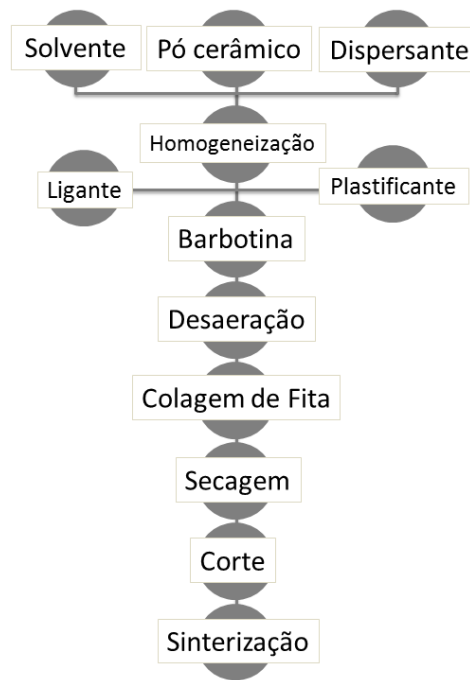 Solvente
Pó cerâmico
Dispersante
Homogeneização
Ligante
Plastificante
Barbotina
Desaeração
Colagem de Fita
Secagem
Corte
Sinterização